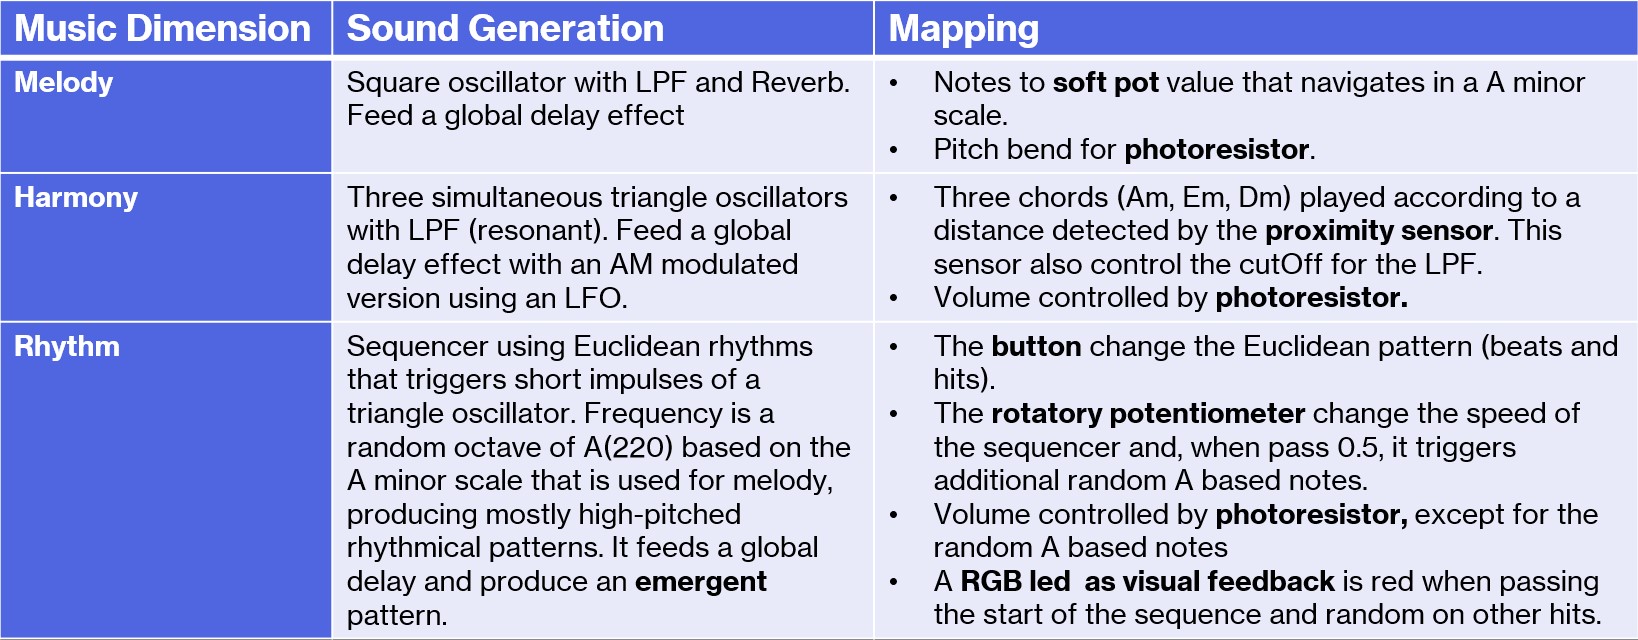 Music Dimension
Sound Generation
Mapping
Melody
Square oscillator with LPF and Reverb.
Feed a global delay effect
• Notes to soft pot value that navigates in a A minor
scale.
• Pitch bend for photoresistor.
Harmony
Three simultaneous triangle oscillators
with LPF (resonant). Feed a global
delay effect with an AM modulated
version using an LFO.
• Three chords (Am, Em, Dm) played according to a
distance detected by the proximity sensor. This
sensor also control the cutOff for the LPF.
• Volume controlled by photoresistor.
Rhythm
Sequencer using Euclidean rhythms
that triggers short impulses of a
triangle oscillator. Frequency is a
random octave of A(220) based on the
A minor scale that is used for melody,
producing mostly high-pitched
rhythmical patterns. It feeds a global
delay and produce an emergent
pattern.
• The button change the Euclidean pattern (beats and
hits).
• The rotatory potentiometer change the speed of
the sequencer and, when pass 0.5, it triggers
additional random A based notes.
• Volume controlled by photoresistor, except for the
random A based notes
• A RGB led  as visual feedback is red when passing
the start of the sequence and random on other hits.